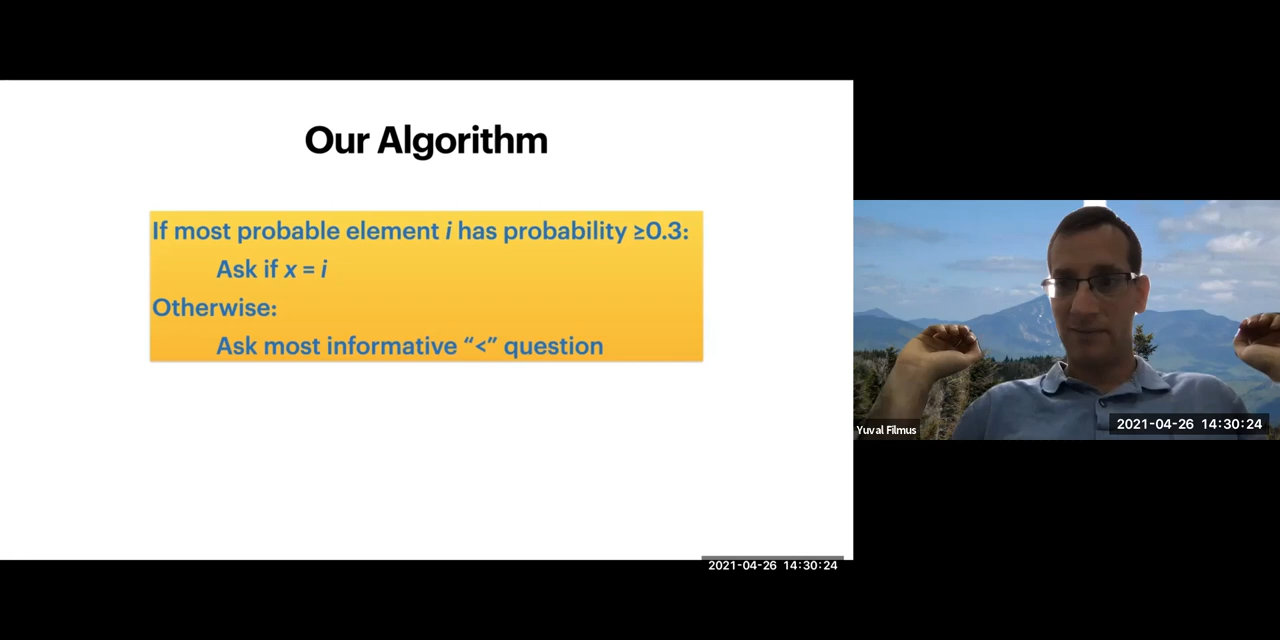 Our Algorithm
If most probable element i has probability ≥0.3:
Ask if x = i
Otherwise:
Ask most informative “<” question
Yuval Filmus
2021-04-26 14:30:24
2021-04-26 14:30:24